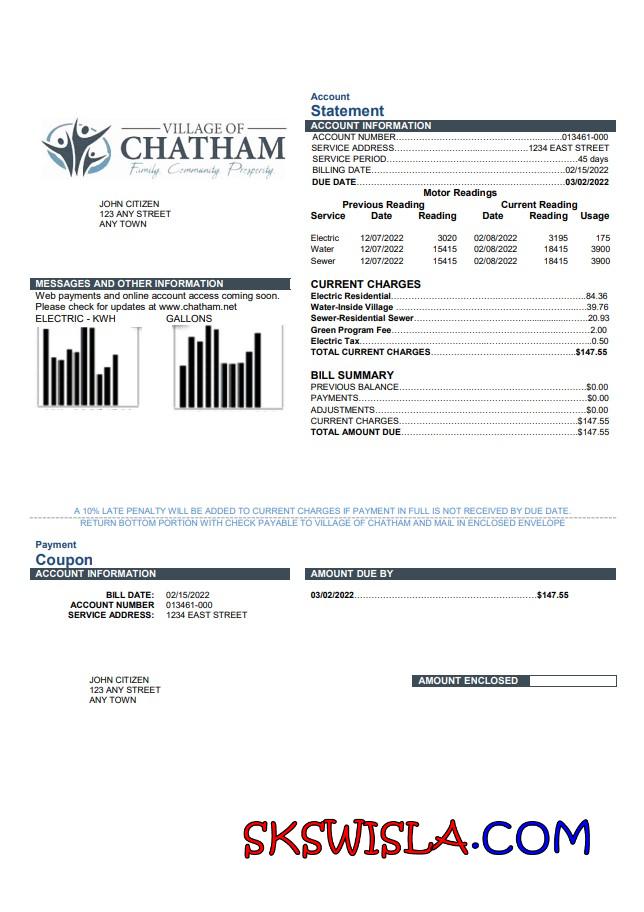 VILLAGE OF
CHATHAM
Family. Community. Prosperity.
JOHN CITIZEN
123 ANY STREET
ANY TOWN
Account
Statement
ACCOUNT INFORMATION
ACCOUNT NUMBER.....013461-000
SERVICE ADDRESS.....1234 EAST STREET
SERVICE PERIOD.....45 days
BILLING DATE.....02/15/2022
DUE DATE.....03/02/2022
Motor Readings
Previous Reading Current Reading
Service Date Reading Date Reading Usage
Electric 12/07/2022 3020 02/08/2022 3195 175
Water 12/07/2022 15415 02/08/2022 18415 3900
Sewer 12/07/2022 15415 02/08/2022 18415 3900
MESSAGES AND OTHER INFORMATION
Web payments and online account access coming soon.
Please check for updates at www.chatham.net
ELECTRIC - KWH GALLONS
CURRENT CHARGES
Electric Residential.....84.36
Water-Inside Village.....39.76
Sewer-Residential Sewer.....20.93
Green Program Fee.....2.00
Electric Tax.....0.50
TOTAL CURRENT CHARGES.....$147.55
BILL SUMMARY
PREVIOUS BALANCE.....$0.00
PAYMENTS.....$0.00
ADJUSTMENTS.....$0.00
CURRENT CHARGES.....$147.55
TOTAL AMOUNT DUE.....$147.55
A 10% LATE PENALTY WILL BE ADDED TO CURRENT CHARGES IF PAYMENT IN FULL IS NOT RECEIVED BY DUE DATE.
RETURN BOTTOM PORTION WITH CHECK PAYABLE TO VILLAGE OF CHATHAM AND MAIL IN ENCLOSED ENVELOPE
Payment
Coupon
ACCOUNT INFORMATION
BILL DATE: 02/15/2022
ACCOUNT NUMBER 013461-000
SERVICE ADDRESS: 1234 EAST STREET
AMOUNT DUE BY
03/02/2022.....$147.55
JOHN CITIZEN
123 ANY STREET
ANY TOWN
AMOUNT ENCLOSED
SKSWISLA.COM